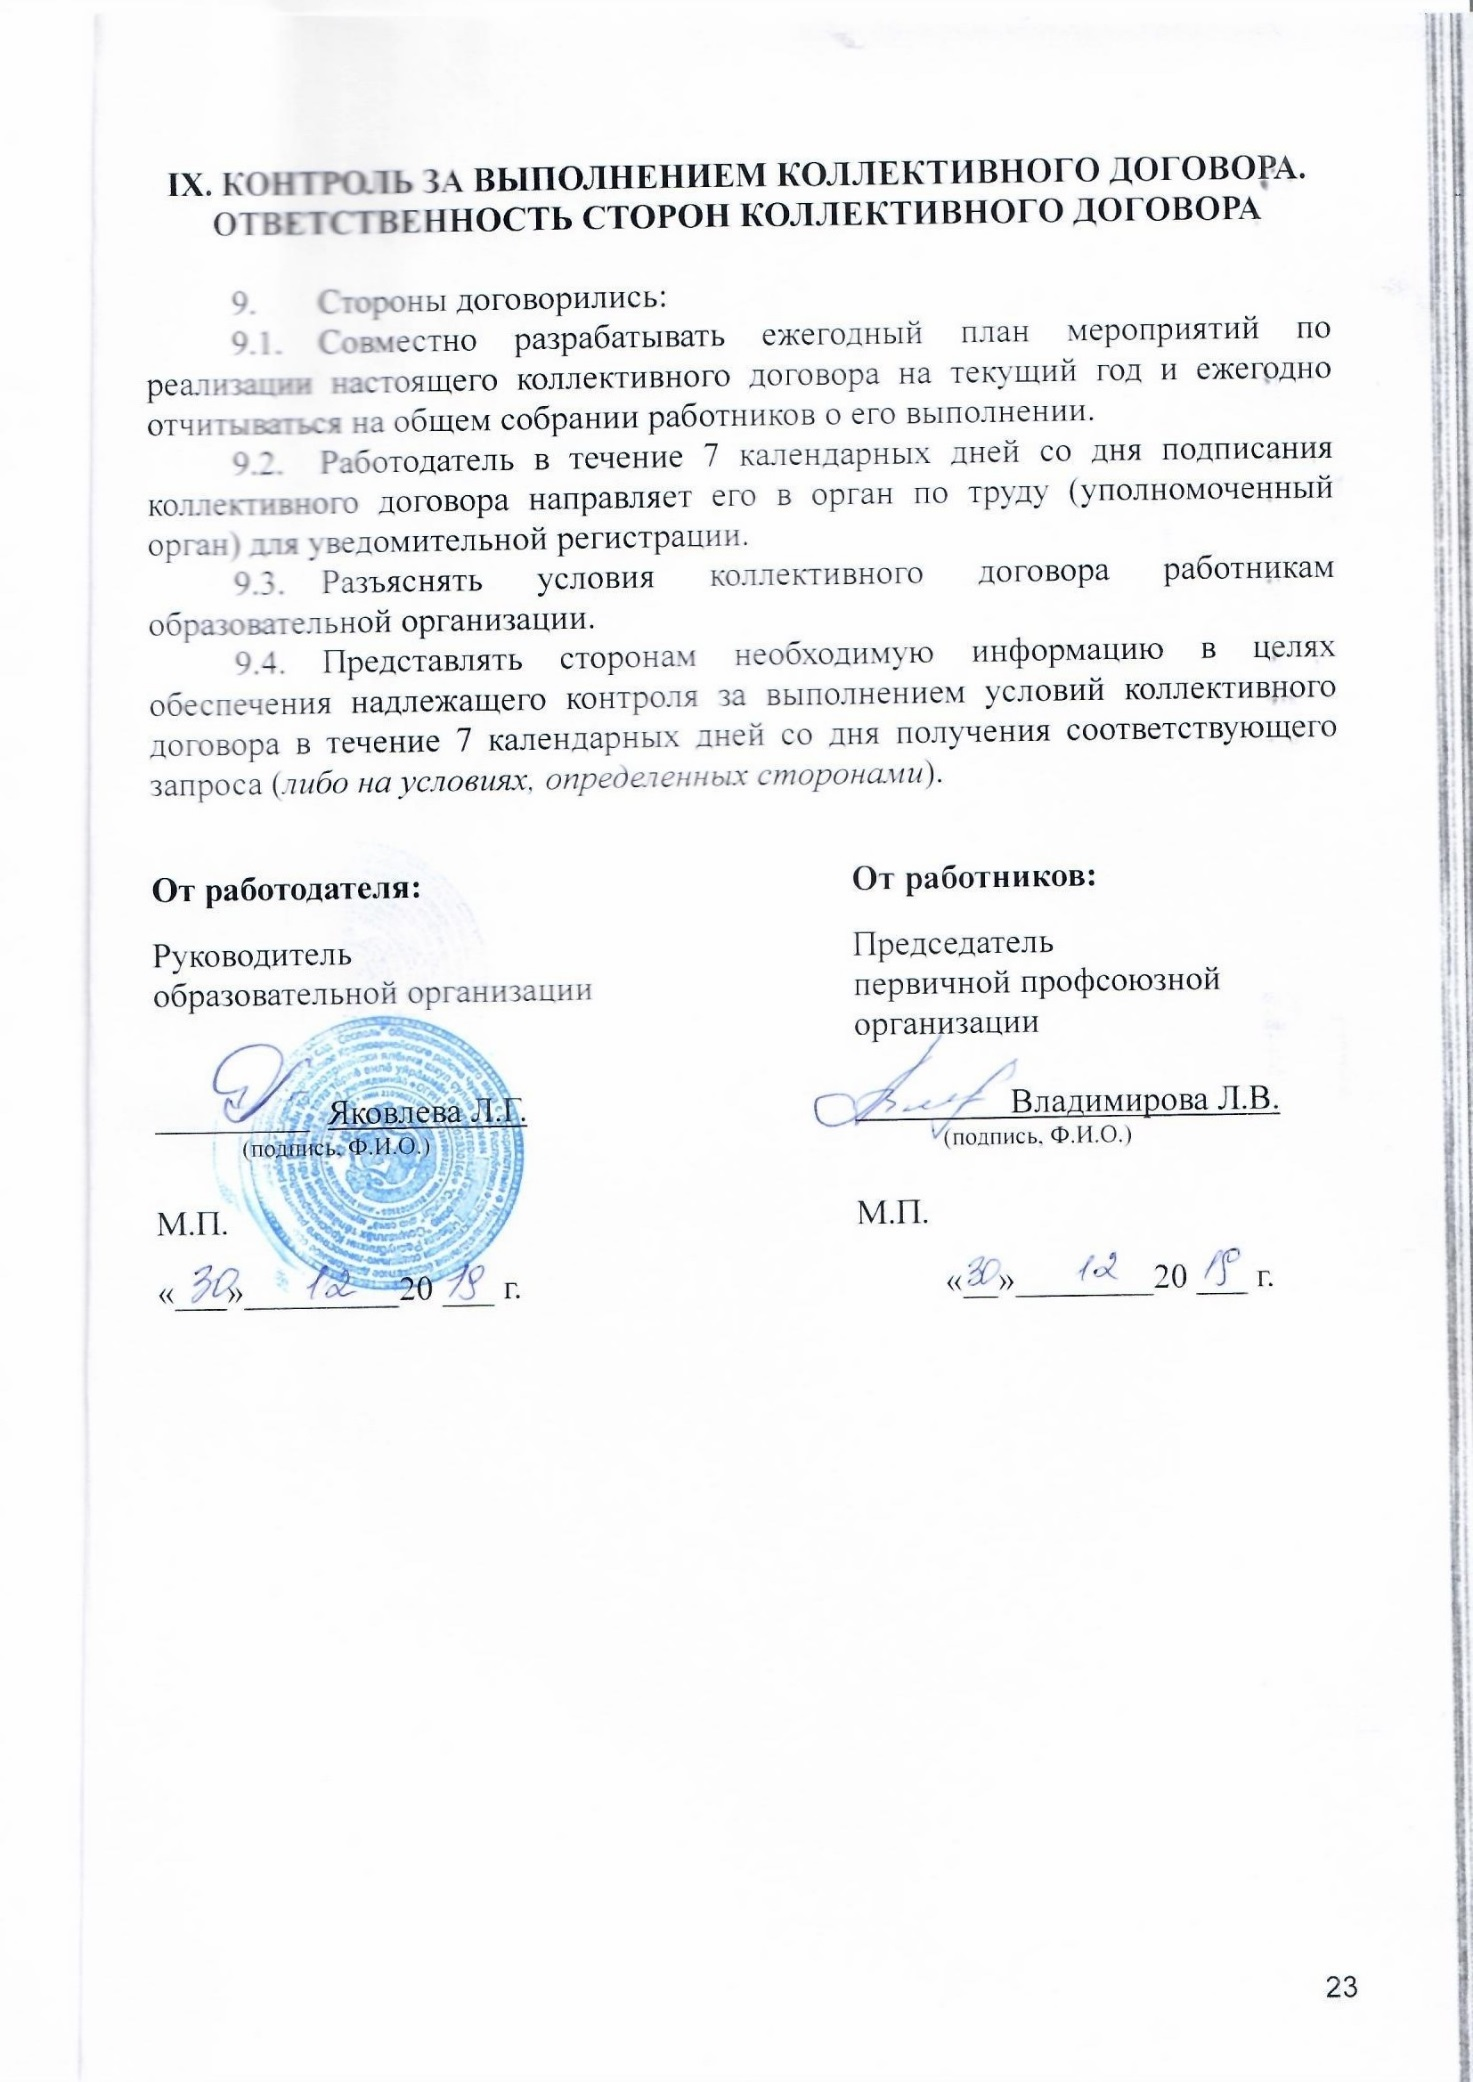 IX. КОНТРОЛЬ ЗА ВЫПОЛНЕНИЕМ КОЛЛЕКТИВНОГО ДОГОВОРА.
ОТВЕТСТВЕННОСТЬ СТОРОН КОЛЛЕКТИВНОГО ДОГОВОРА
9. Стороны договорились:
9.1. Совместно разрабатывать ежегодный план мероприятий по
реализации настоящего коллективного договора на текущий год и ежегодно
отчитываться на общем собрании работников о его выполнении.
9.2. Работодатель в течение 7 календарных дней со дня подписания
коллективного договора направляет его в орган по труду (уполномоченный
орган) для уведомительной регистрации.
9.3. Разъяснять условия коллективного договора работникам
образовательной организации.
9.4. Представлять сторонам необходимую информацию в целях
обеспечения надлежащего контроля за выполнением условий коллективного
договора в течение 7 календарных дней со дня получения соответствующего
запроса (либо на условиях, определенных сторонами).
От работодателя:
Руководитель
образовательной организации
Яковлева Л.Г.
(подпись, Ф.И.О.)
М.П.
«30» 12 20 19 г.
От работников:
Председатель
первичной профсоюзной
организации
Владимирова Л.В.
(подпись, Ф.И.О.)
М.П.
«30» 12 20 19 г.
23